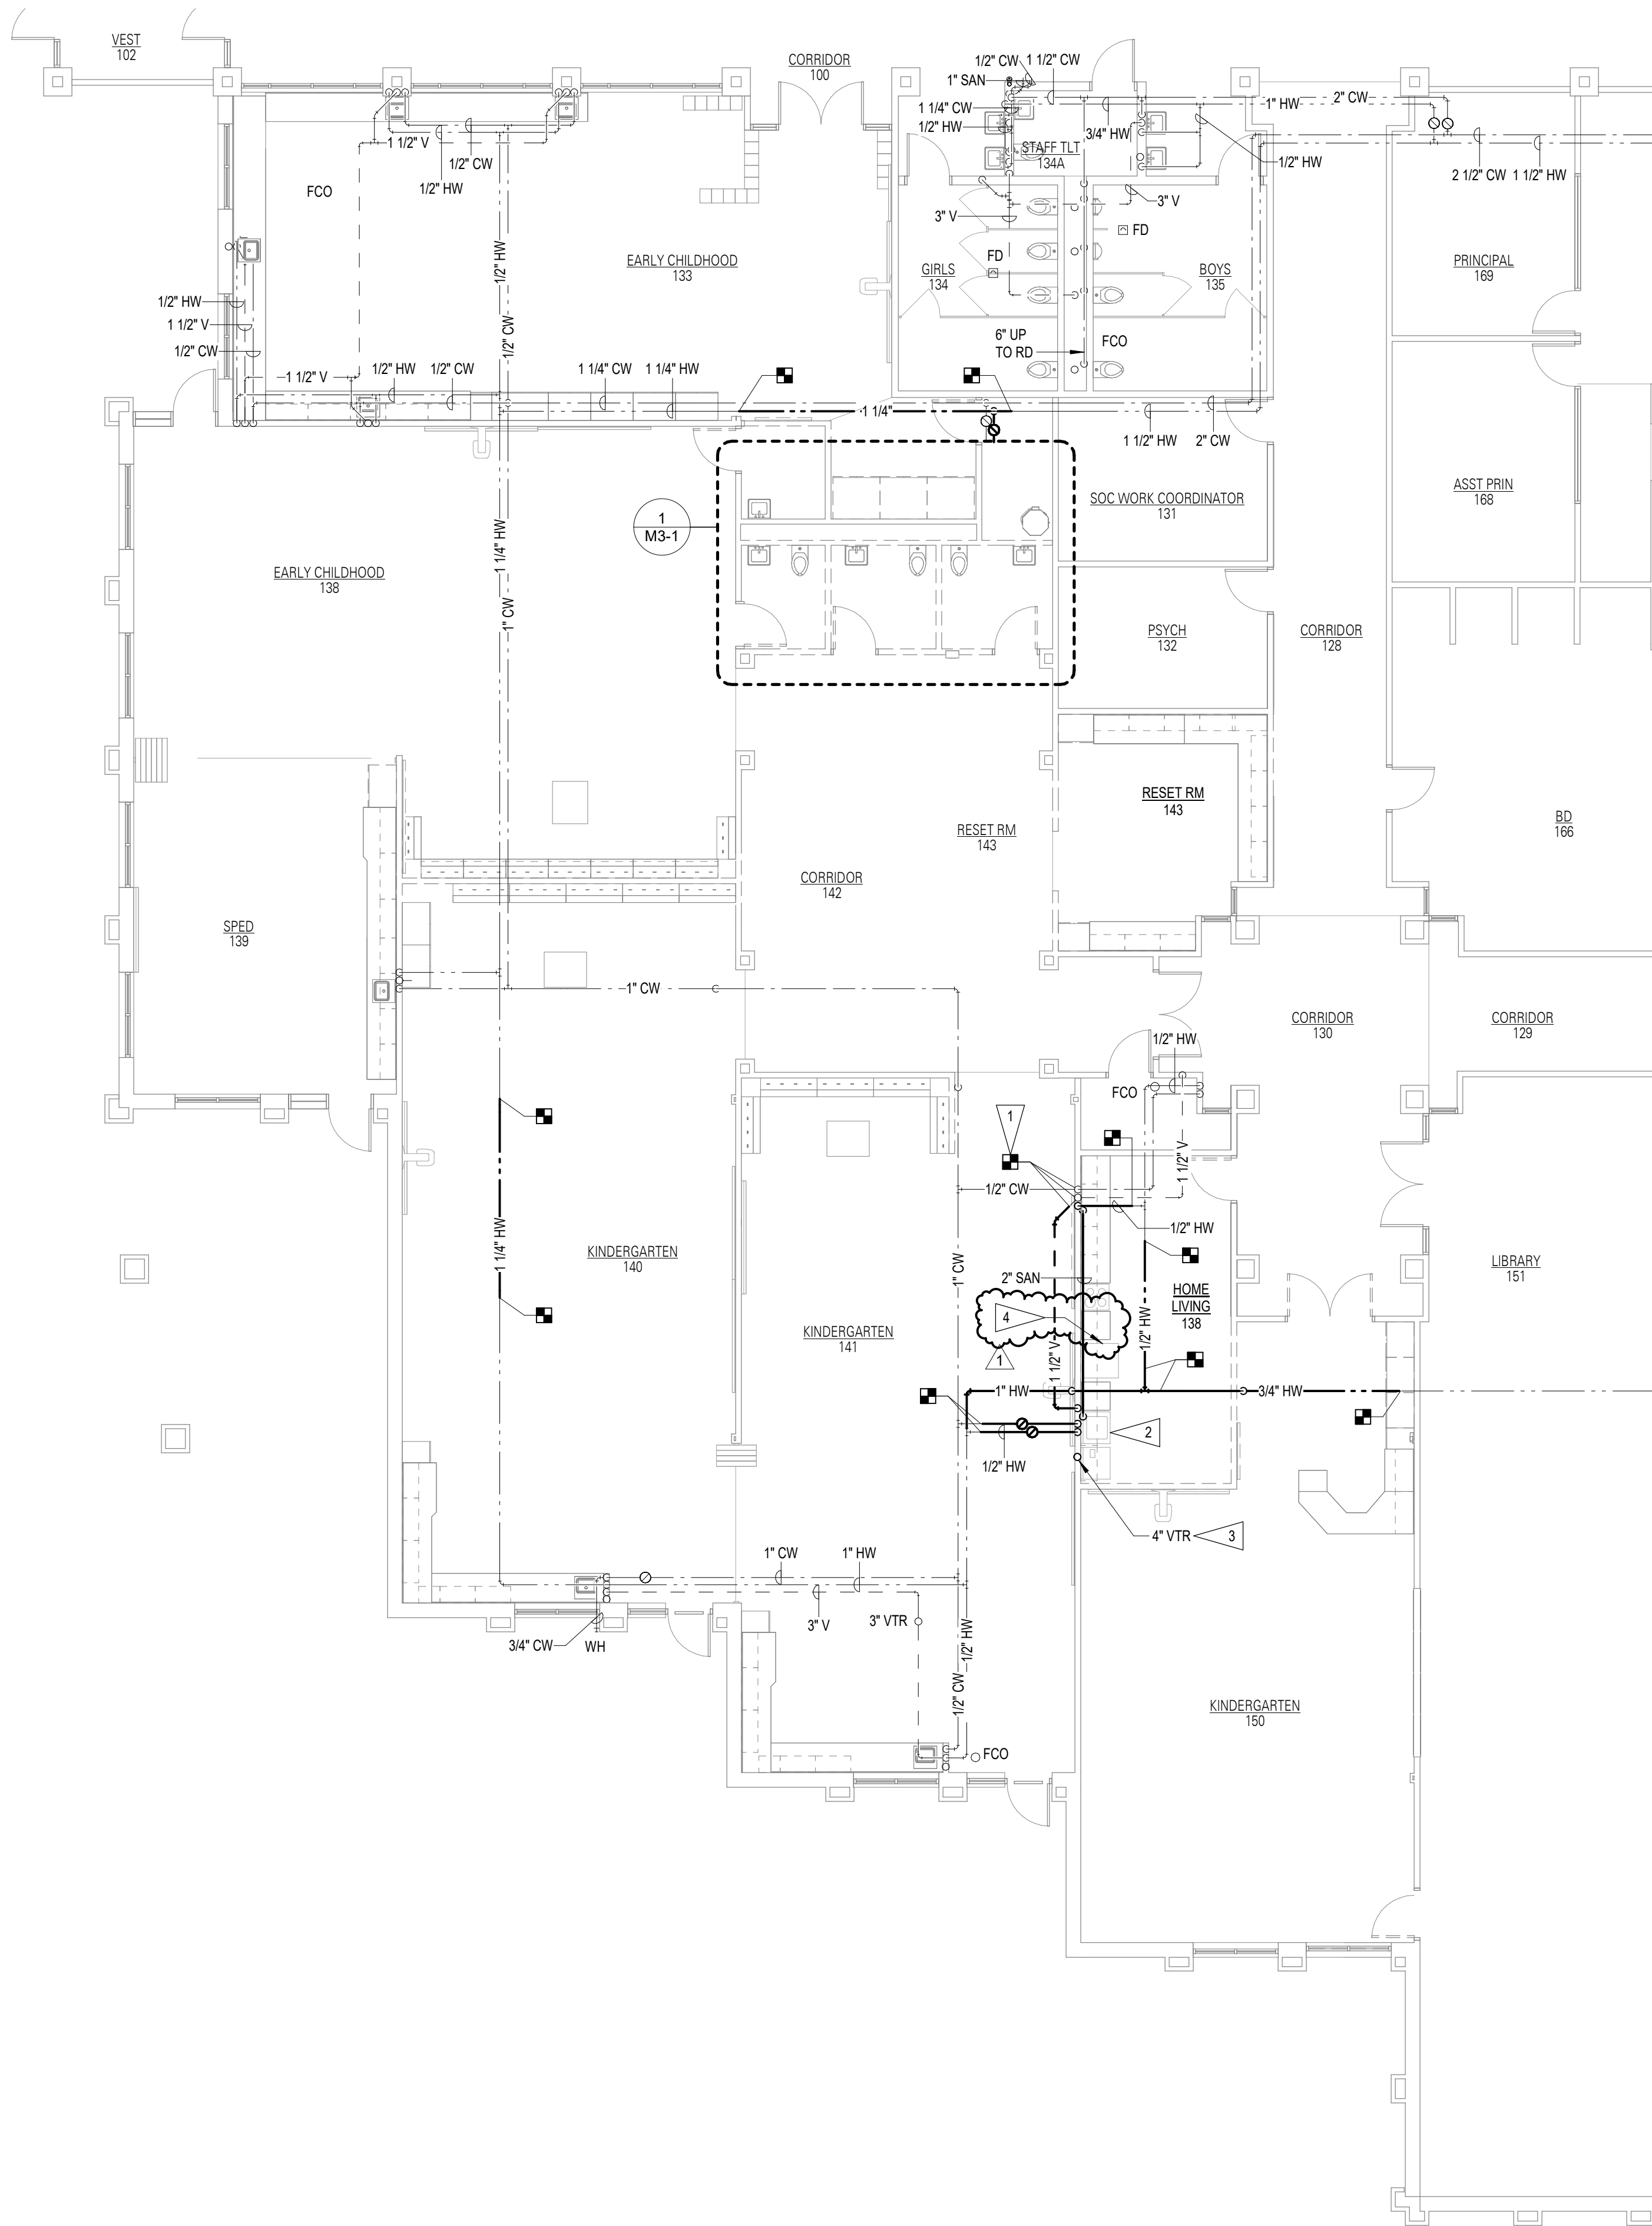 VEST
102
CORRIDOR
100
1/2" CW
1 1/2" CW
1" SAN
1 1/4" CW
1/2" HW
3/4" HW
1" HW
2" CW
STAFF TLT
134A
1/2" HW
2 1/2" CW
1 1/2" HW
1 1/2" V
1/2" CW
1/2" HW
FCO
3" V
3" V
FD
FD
1/2" HW
1/2" CW
EARLY CHILDHOOD
133
GIRLS
134
BOYS
135
PRINCIPAL
169
1/2" HW
1 1/2" V
1/2" CW
6" UP
TO RD
FCO
1 1/2" V
1/2" HW
1/2" CW
1 1/4" CW
1 1/4" HW
1 1/4"
1 1/2" HW
2" CW
ASST PRIN
168
SOC WORK COORDINATOR
131
1
M3-1
1 1/4" HW
1" CW
EARLY CHILDHOOD
138
PSYCH
132
CORRIDOR
128
RESET RM
143
RESET RM
143
BD
166
CORRIDOR
142
SPED
139
1" CW
CORRIDOR
130
CORRIDOR
129
1/2" HW
FCO
1
1 1/2" V
1/2" CW
1/2" HW
1 1/4" HW
KINDERGARTEN
140
1" CW
2" SAN
LIBRARY
151
HOME
LIVING
138
4
1
KINDERGARTEN
141
1 1/2" V
1/2" HW
1" HW
3/4" HW
2
1/2" HW
4" VTR
3
1" CW
1" HW
3" V
3" VTR
3/4" CW
WH
1/2" HW
1/2" CW
FCO
KINDERGARTEN
150